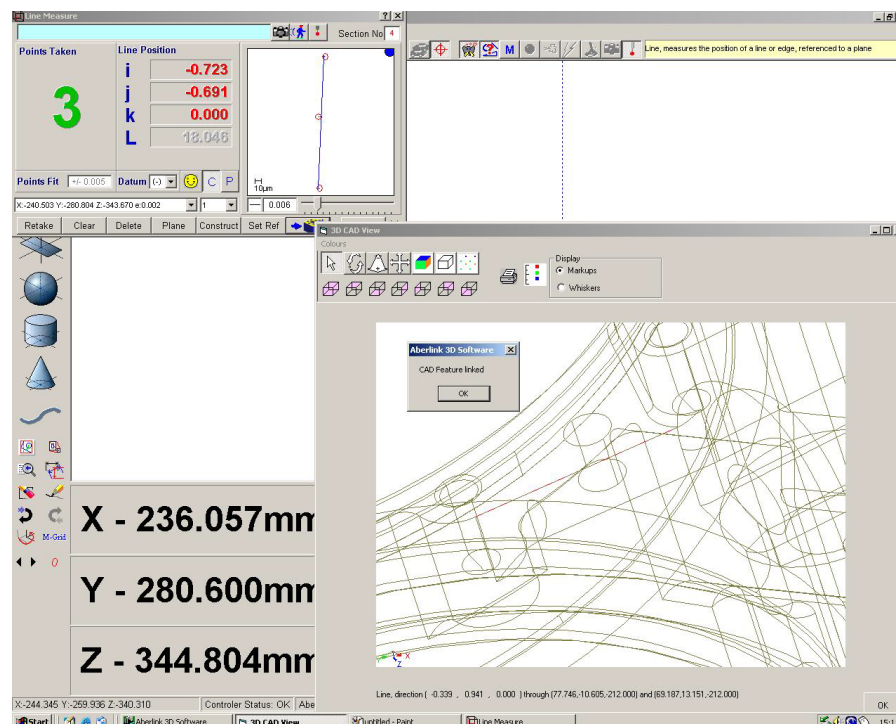 Line Measure
Section No 4
Points Taken
3
Line Position
i -0.723
j -0.691
k 0.000
L 18.046
10µm
Points Fit +/- 0.005 Datum (-) C P
X:-240.503 Y:-280.804 Z:-343.670 e:0.002 1 0.006
Retake Clear Delete Plane Construct Set Ref
M
Line, measures the position of a line or edge, referenced to a plane
3D CAD View
Colours
Display
Markups
Whiskers
Aberlink 3D Software
CAD Feature linked
OK
M-Grid
0
X - 236.057mm
Y - 280.600mm
Z - 344.804mm
X
Z
Line, direction ( -0.339 , 0.941 , 0.000 ) through (77.746,-10.605,-212.000) and (69.187,13.151,-212.000)
OK
X:-244.345 Y:-259.936 Z:-340.310 Controler Status: OK Abe
Start Aberlink 3D Software 3D CAD View untitled - Paint Line Measure